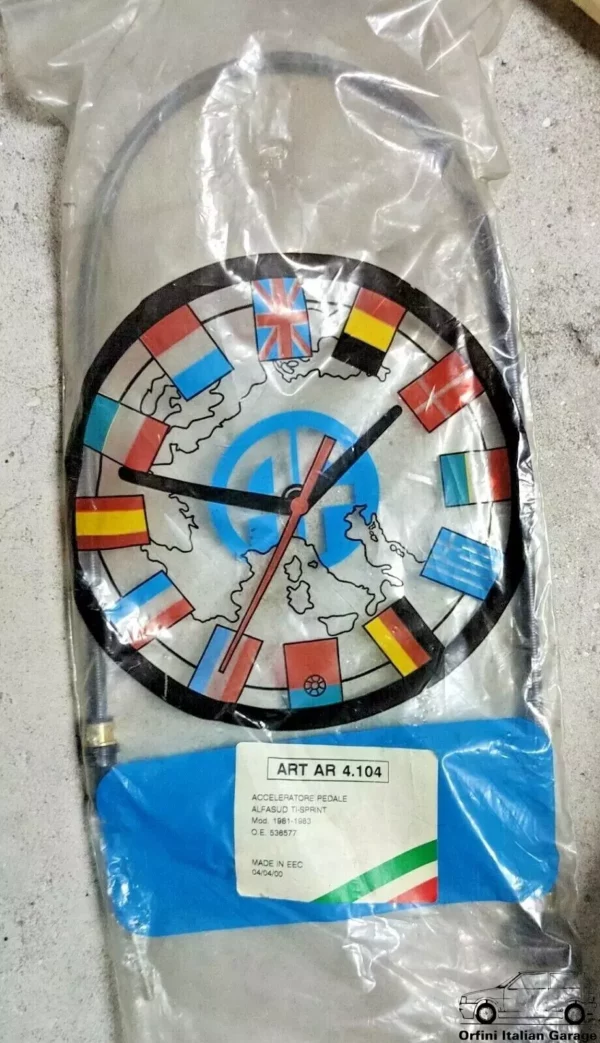 ART AR 4.104
ACCELERATORE PEDALE
ALFASUD TI-SPRINT
Mod. 1981-1983
O.E. 536577
MADE IN EEC
04/04/00
Orfini Italian Garage